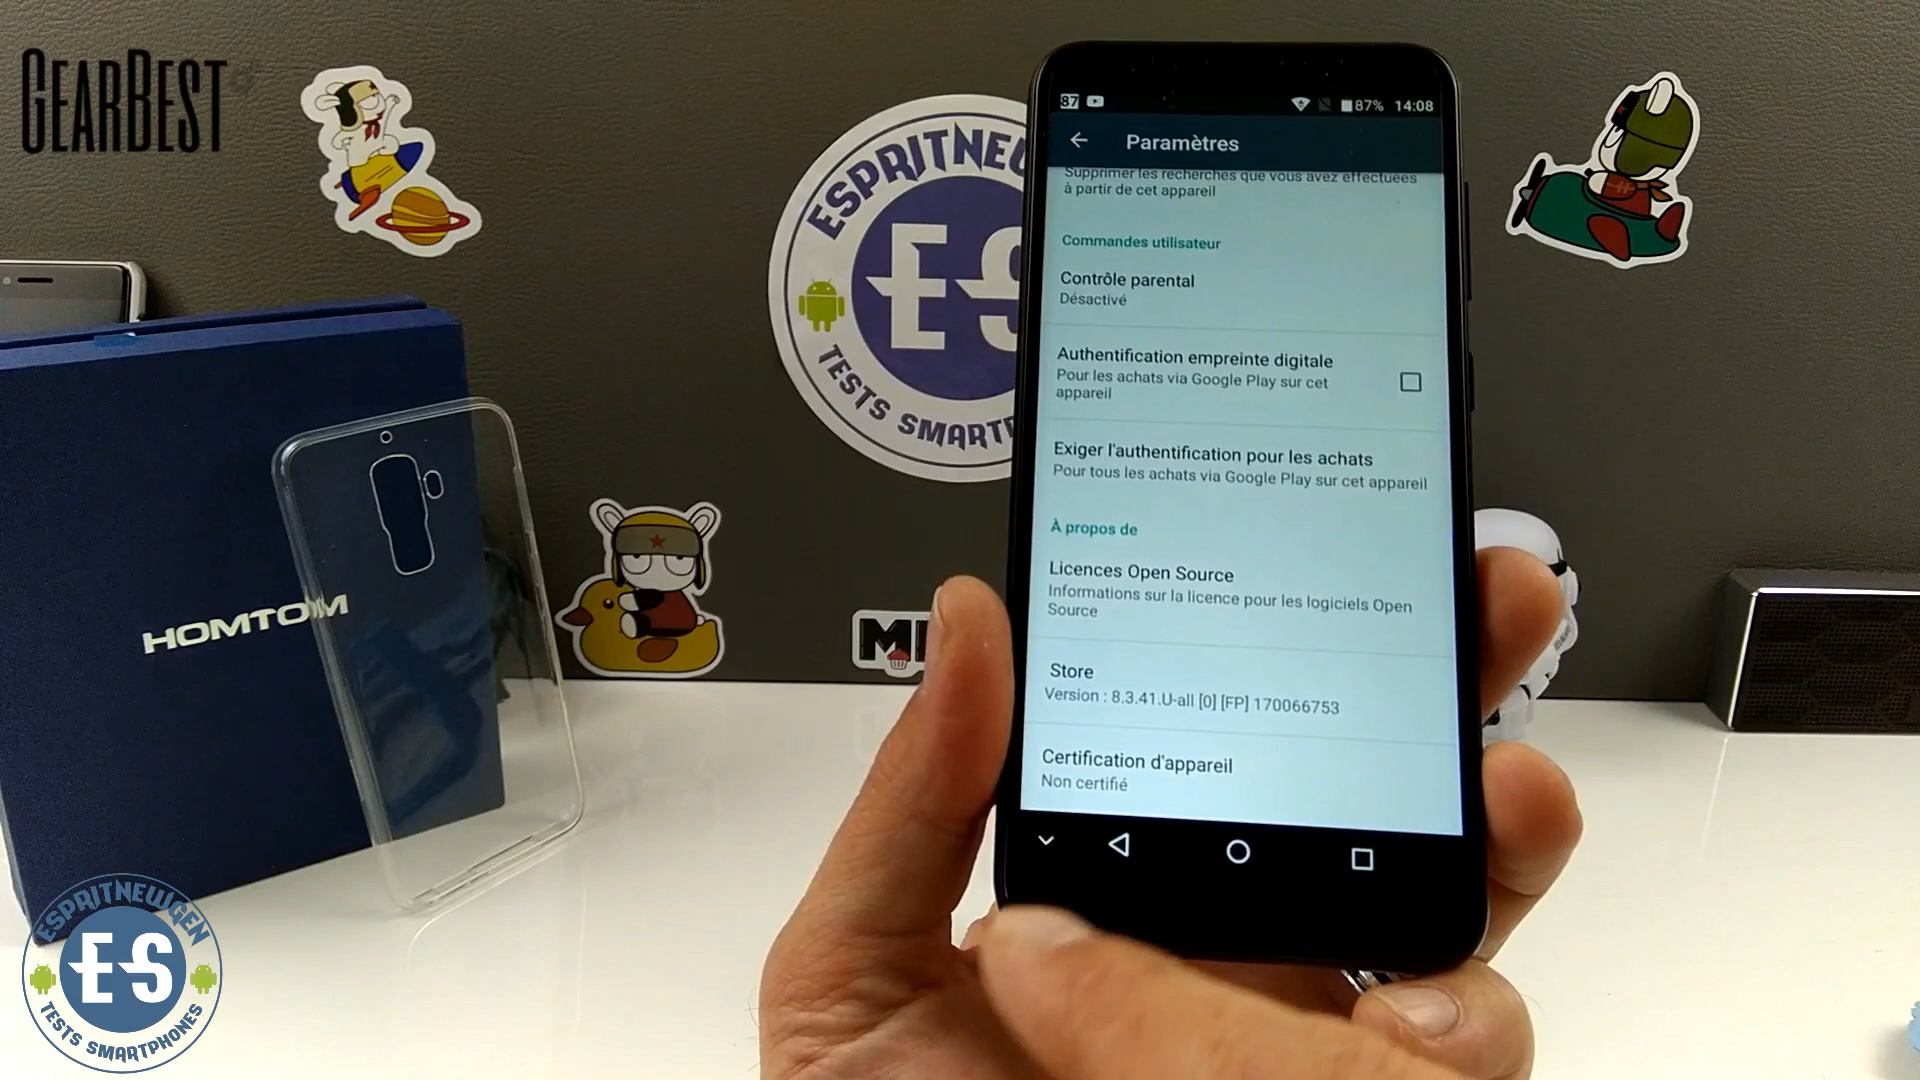 GEARBEST
87
87% 14:08
Paramètres
Supprimer les recherches que vous avez effectuées
à partir de cet appareil
Commandes utilisateur
Contrôle parental
Désactivé
Authentification empreinte digitale
Pour les achats via Google Play sur cet
appareil
Exiger l'authentification pour les achats
Pour tous les achats via Google Play sur cet appareil
À propos de
Licences Open Source
Informations sur la licence pour les logiciels Open
Source
Store
Version : 8.3.41.U-all [0] [FP] 170066753
Certification d'appareil
Non certifié
ESPRITNEW
ES
TESTS SMART
HOMTOM
ESPRITNEWGEN
ES
TESTS SMARTPHONES